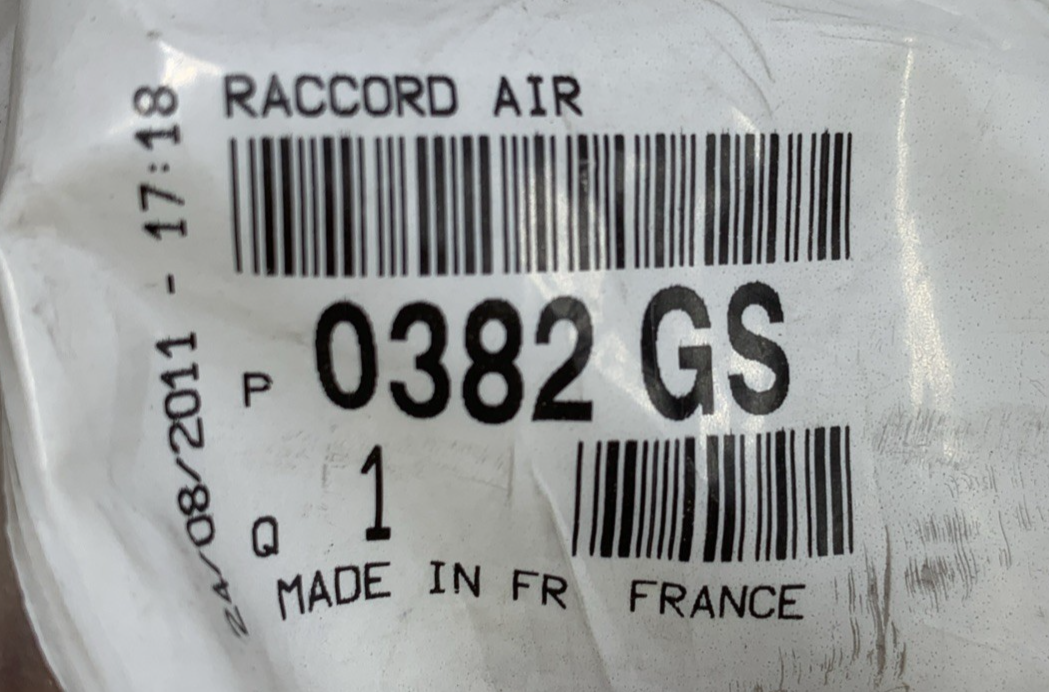 RACCORD AIR
P 0382 GS
Q 1
MADE IN FR FRANCE
24/08/2011 - 17:18